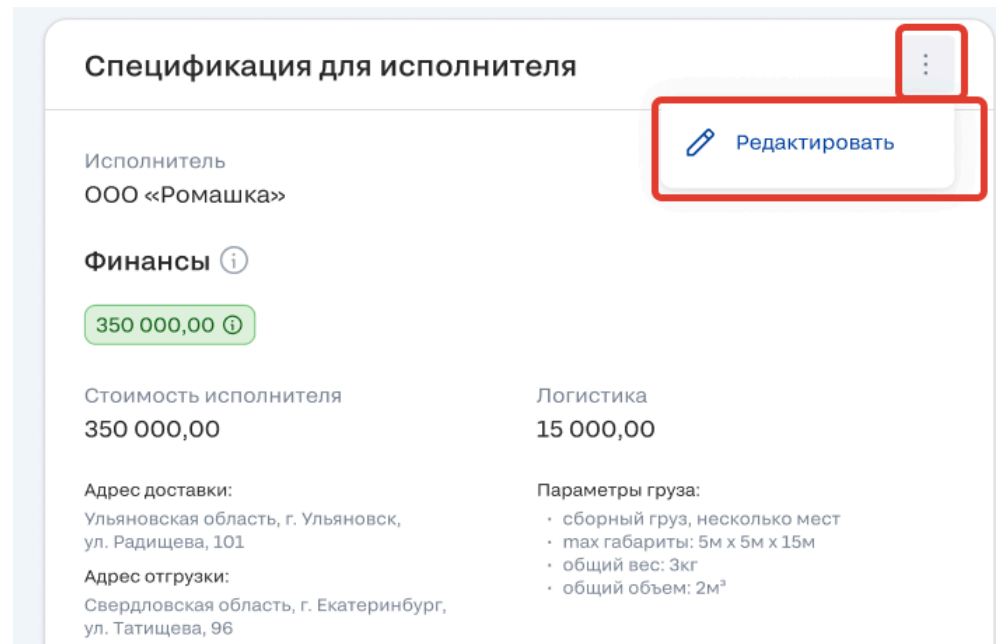 Спецификация для исполнителя
Редактировать
Исполнитель
ООО «Ромашка»
Финансы
350 000,00
Стоимость исполнителя
350 000,00
Логистика
15 000,00
Адрес доставки:
Ульяновская область, г. Ульяновск,
ул. Радищева, 101
Адрес отгрузки:
Свердловская область, г. Екатеринбург,
ул. Татищева, 96
Параметры груза:
· сборный груз, несколько мест
· max габариты: 5м х 5м х 15м
· общий вес: 3кг
· общий объем: 2м³